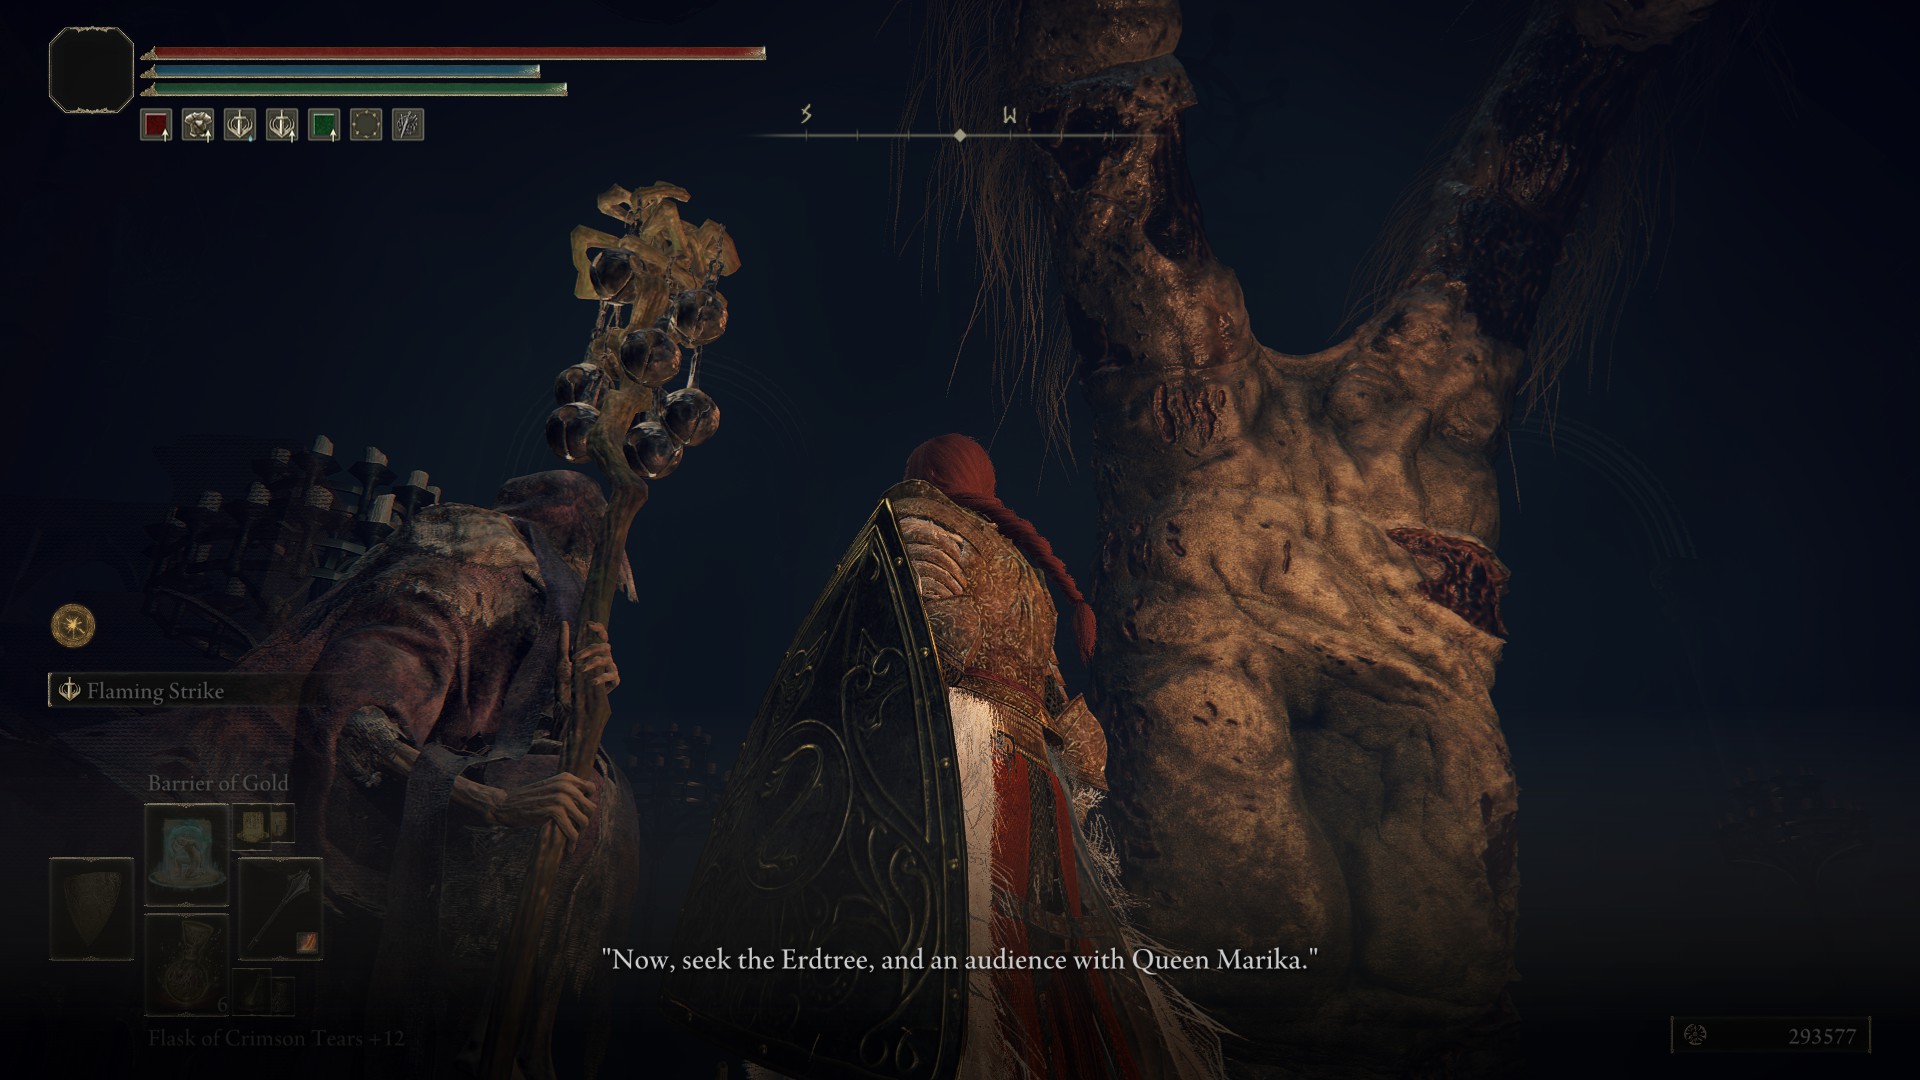 S
W
Flaming Strike
Barrier of Gold
"Now, seek the Erdtree, and an audience with Queen Marika."
6
Flask of Crimson Tears +12
293577